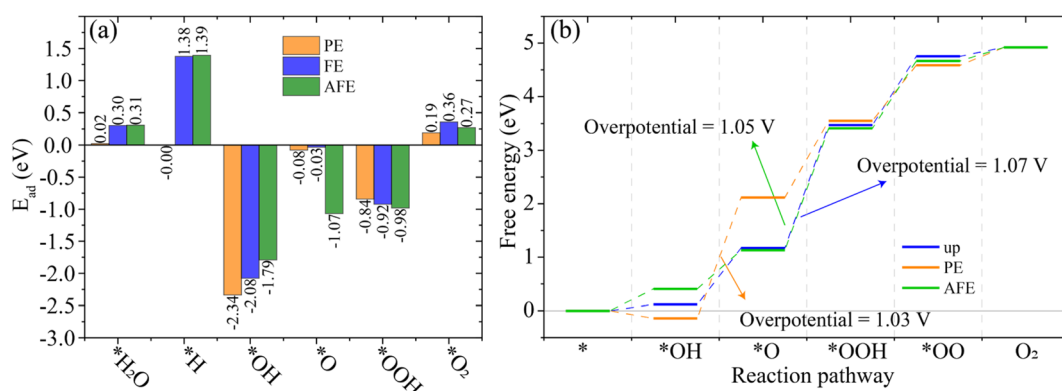 (a)
PE
FE
AFE
E_ad (eV)
1.5
1.0
0.5
0.0
-0.5
-1.0
-1.5
-2.0
-2.5
-3.0
0.02
0.30
0.31
-0.00
1.38
1.39
-2.34
-2.08
-1.79
-0.08
-0.03
-1.07
-0.84
-0.92
-0.98
0.19
0.36
0.27
*H₂O
*H
*OH
*O
*OOH
*O₂
(b)
Free energy (eV)
5
4
3
2
1
0
Overpotential = 1.05 V
Overpotential = 1.07 V
Overpotential = 1.03 V
up
PE
AFE
*
*OH
*O
*OOH
*OO
O₂
Reaction pathway